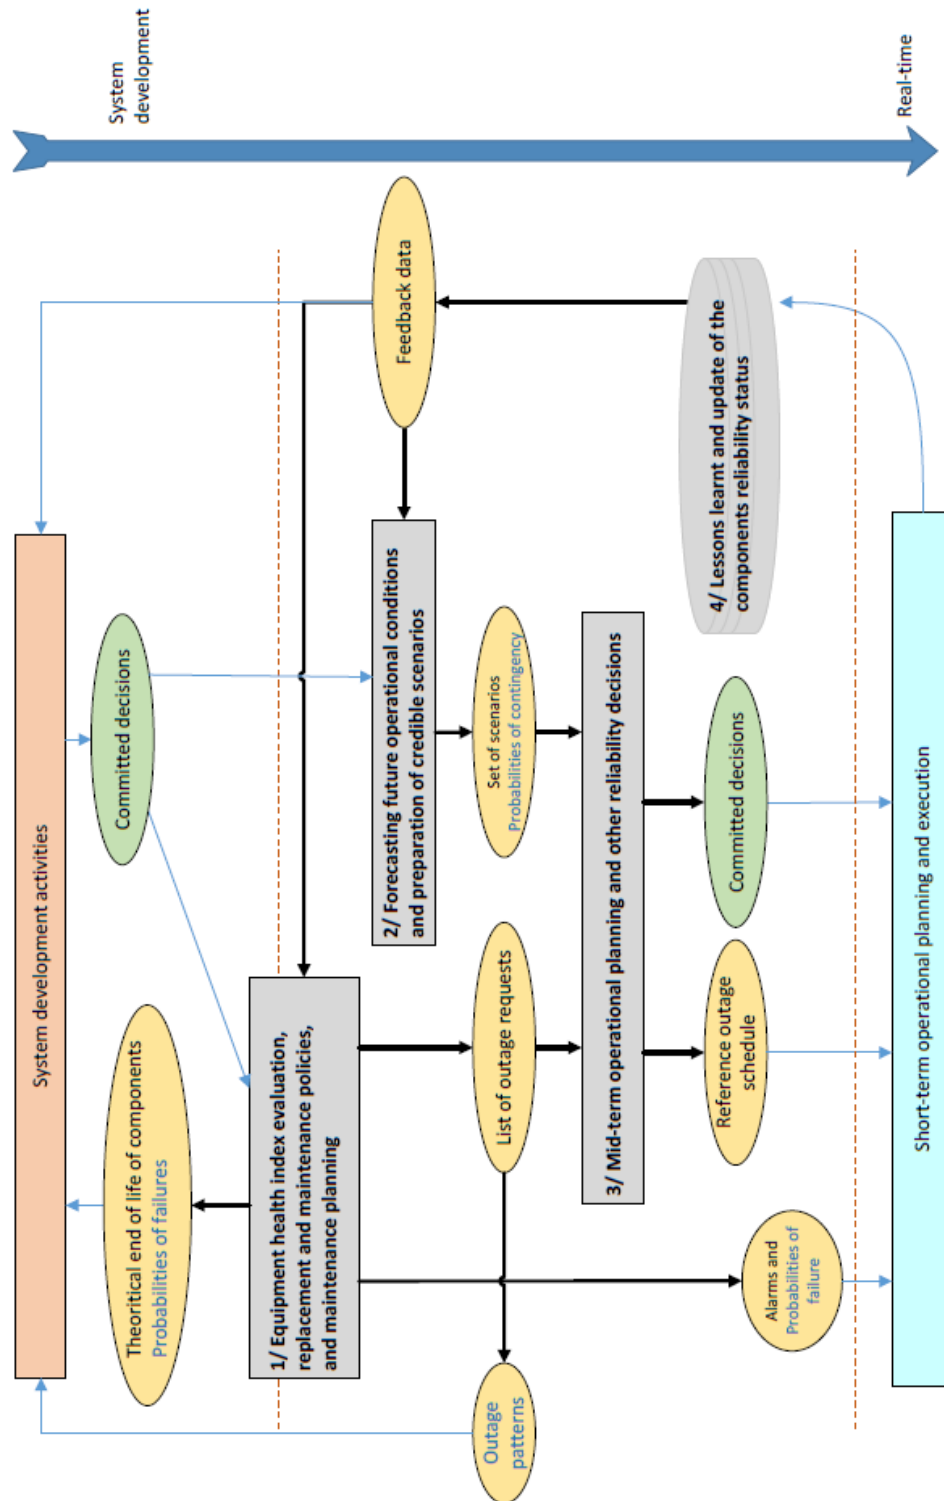 System development activities
System
development
Theoritical end of life of components
Probabilities of failures
Committed decisions
1/ Equipment health index evaluation,
replacement and maintenance policies,
and maintenance planning
2/ Forecasting future operational conditions
and preparation of credible scenarios
Feedback data
Outage
patterns
List of outage requests
Set of scenarios
Probabilities of contingency
3/ Mid-term operational planning and other reliability decisions
4/ Lessons learnt and update of the
components reliability status
Alarms and
Probabilities of
failure
Reference outage
schedule
Committed decisions
Short-term operational planning and execution
Real-time